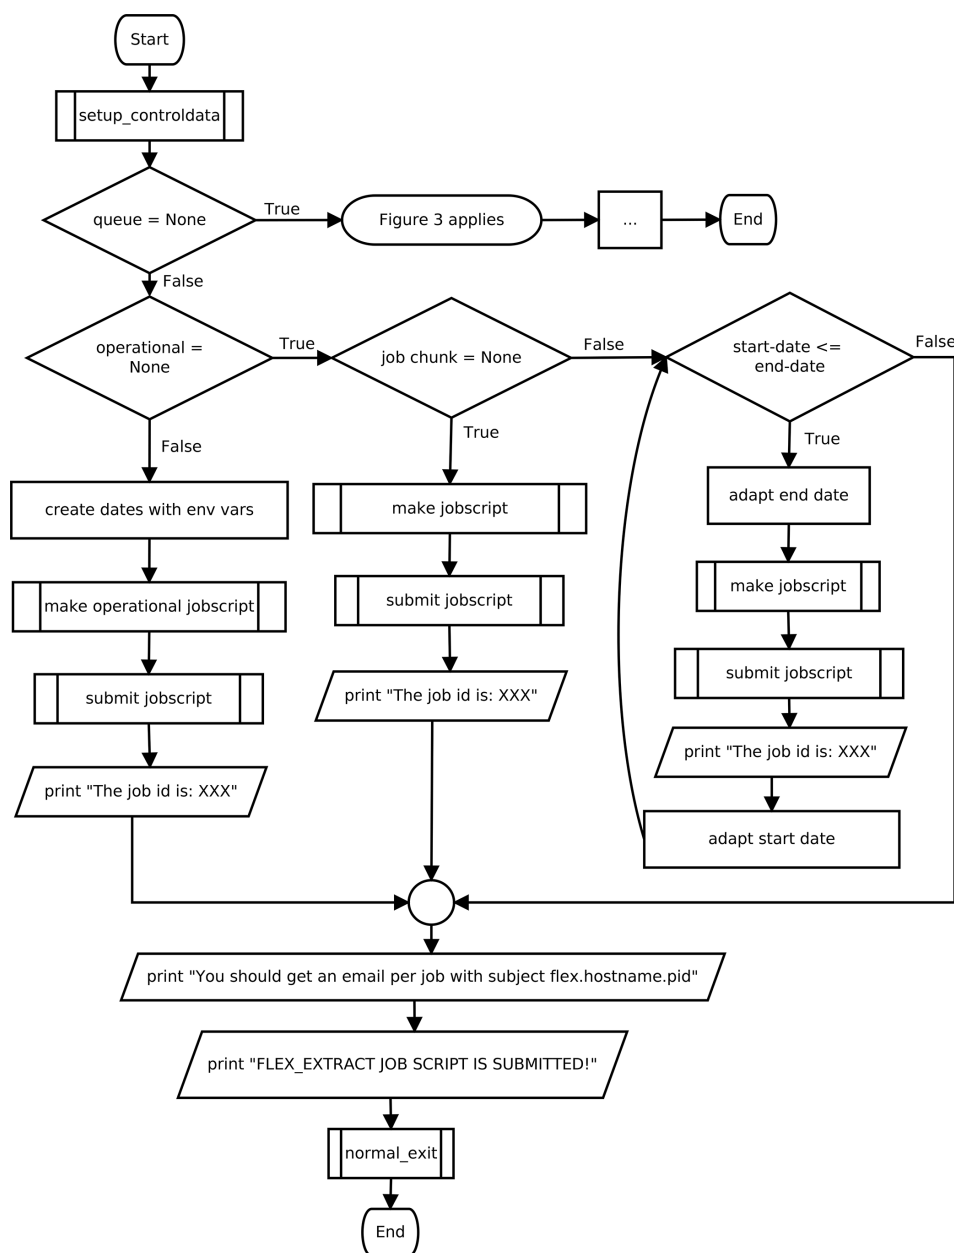 Start
setup_controldata
queue = None
True
Figure 3 applies
...
End
False
operational =
None
True
job chunk = None
False
start-date <=
end-date
False
False
True
True
create dates with env vars
make jobscript
adapt end date
make operational jobscript
submit jobscript
make jobscript
submit jobscript
print "The job id is: XXX"
submit jobscript
print "The job id is: XXX"
print "The job id is: XXX"
adapt start date
print "You should get an email per job with subject flex.hostname.pid"
print "FLEX_EXTRACT JOB SCRIPT IS SUBMITTED!"
normal_exit
End